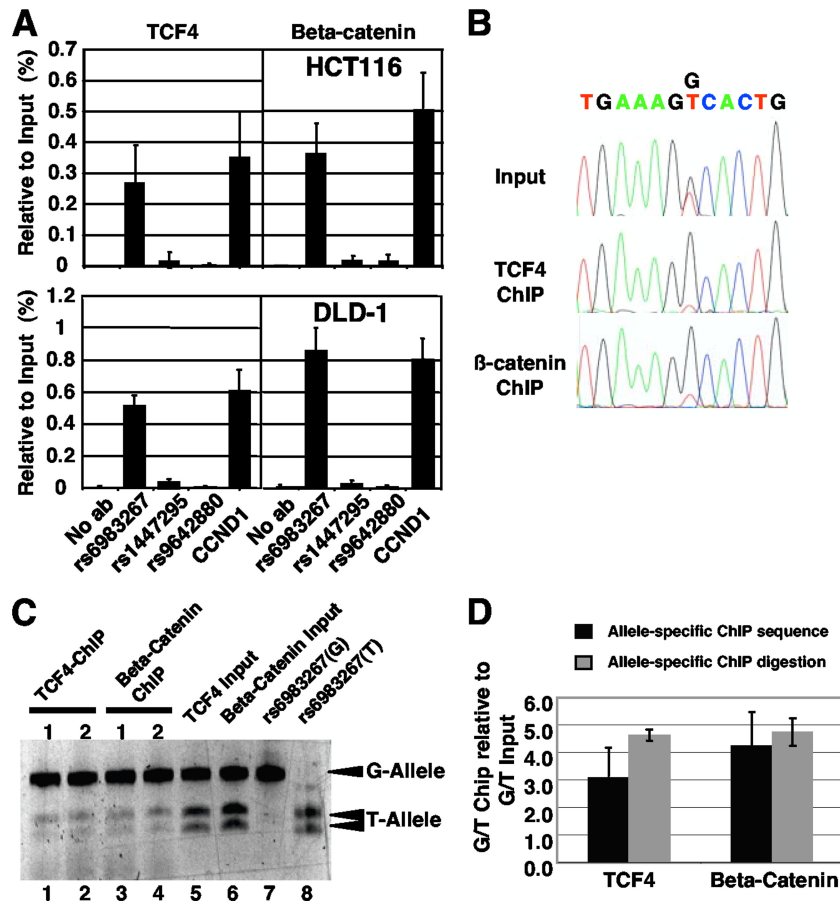 A
TCF4 Beta-catenin
Relative to Input (%)
0.7
0.6
0.5
0.4
0.3
0.2
0.1
0
HCT116
Relative to Input (%)
1.2
1
0.8
0.6
0.4
0.2
0
DLD-1
No ab
rs6983267
rs1447295
rs9642880
CCND1
No ab
rs6983267
rs1447295
rs9642880
CCND1
B
G
TGAAAGTCACTG
Input
TCF4
ChIP
ß-catenin
ChIP
C
TCF4-ChIP
Beta-Catenin
ChIP
TCF4 Input
Beta-Catenin Input
rs6983267(G)
rs6983267(T)
1 2 1 2
G-Allele
T-Allele
1 2 3 4 5 6 7 8
D
Allele-specific ChIP sequence
Allele-specific ChIP digestion
G/T Chip relative to
G/T Input
6.0
5.0
4.0
3.0
2.0
1.0
0.0
TCF4 Beta-Catenin